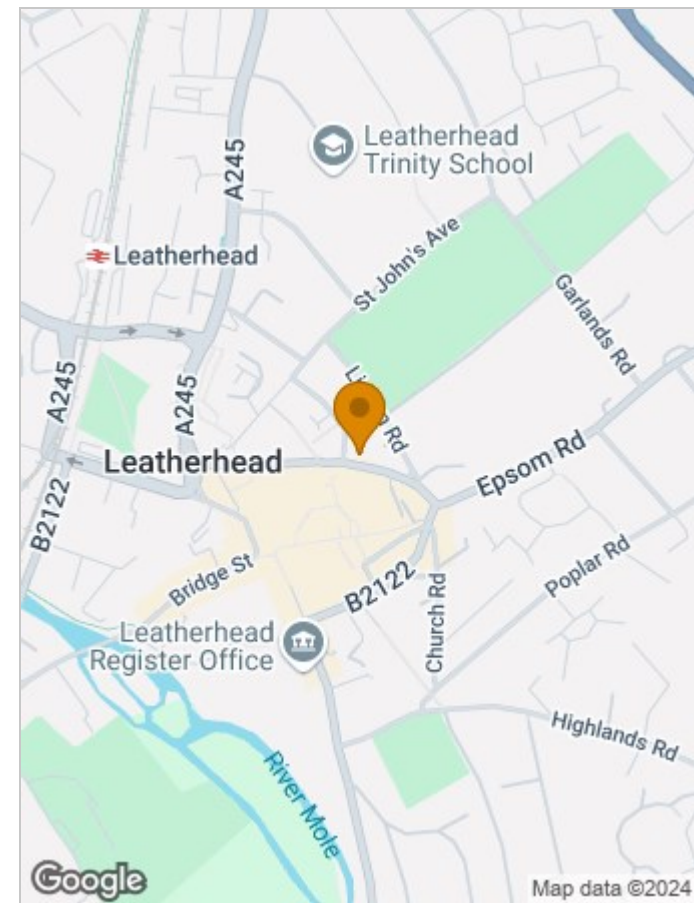 Leatherhead
Trinity School
A245
Leatherhead
St John's Ave
Garlands Rd
A245
A245
Rd
Leatherhead
Epsom Rd
B2122
Bridge St
B2122
Poplar Rd
Church Rd
Leatherhead
Register Office
Highlands Rd
River Mole
Google
Map data ©2024